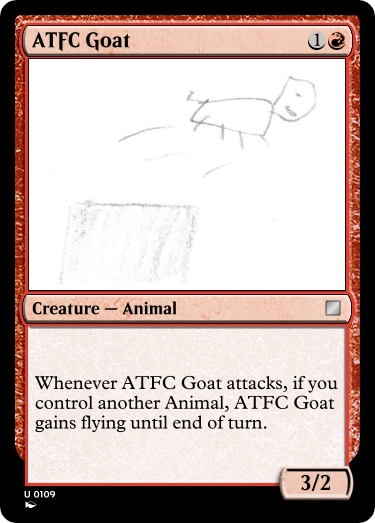 ATFC Goat 1
Creature — Animal
Whenever ATFC Goat attacks, if you
control another Animal, ATFC Goat
gains flying until end of turn.
3/2
U 0109